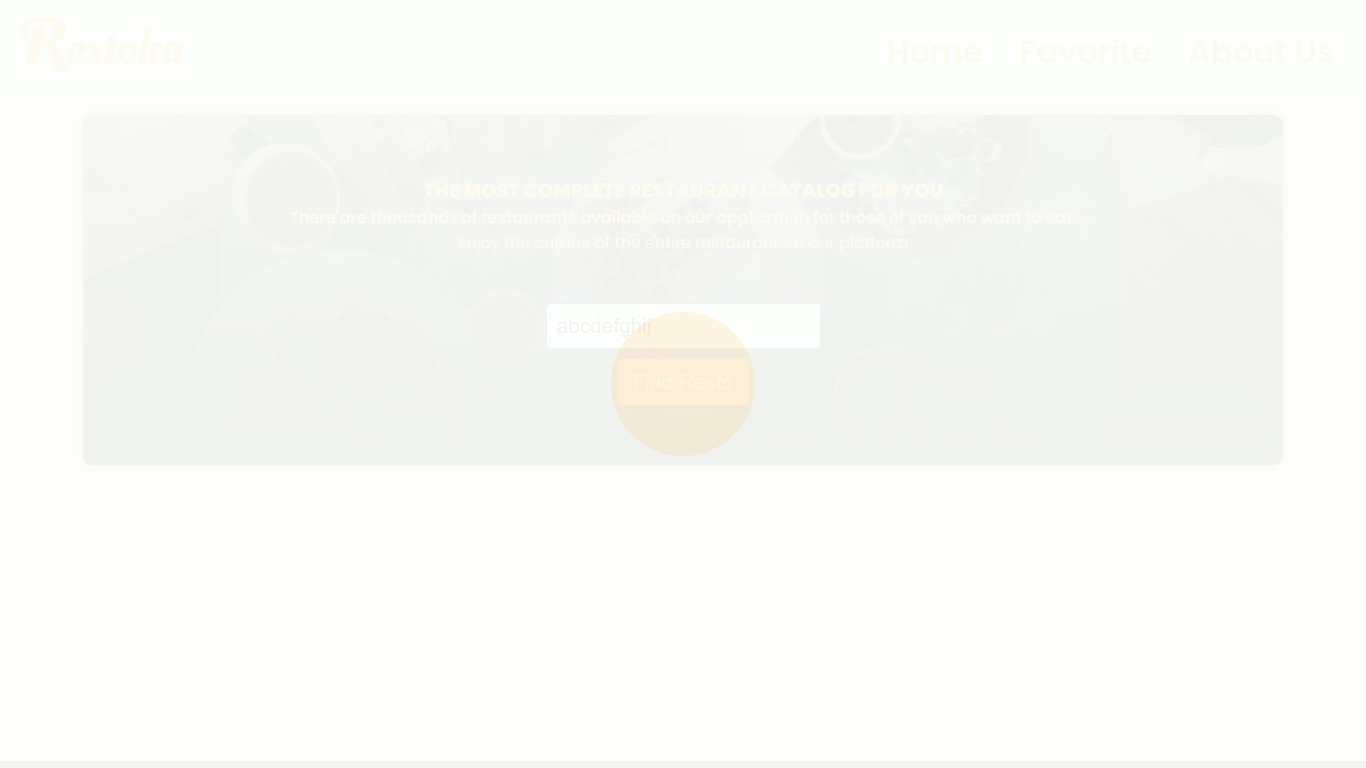 Restoka
Home Favorite About Us
THE MOST COMPLETE RESTAURANT CATALOG FOR YOU
There are thousands of restaurants available on our application for those of you who want to eat..
Enjoy the cuisine of the entire restaurant on our platform
abcdefghij
Find Resto